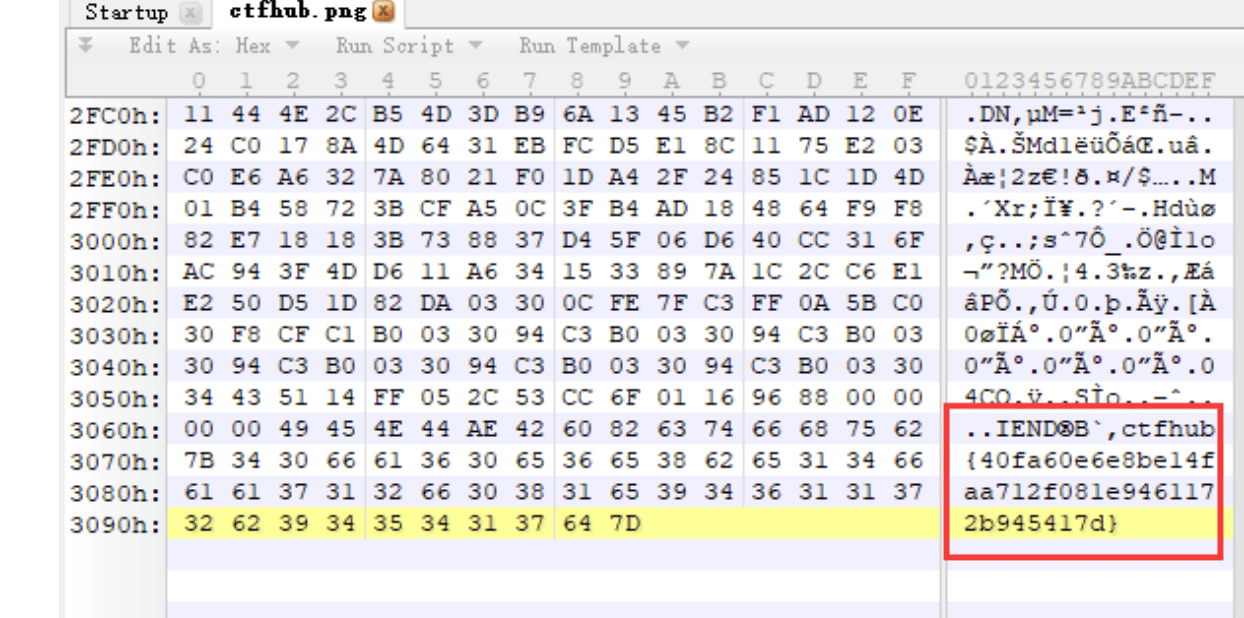 Startup ctfhub.png
Edit As: Hex Run Script Run Template
0 1 2 3 4 5 6 7 8 9 A B C D E F 0123456789ABCDEF
2FC0h: 11 44 4E 2C B5 4D 3D B9 6A 13 45 B2 F1 AD 12 0E .DN,µM=¹j.E²ñ-..
2FD0h: 24 C0 17 8A 4D 64 31 EB FC D5 E1 8C 11 75 E2 03 $À.ŠMd1ëüÕáŒ.uâ.
2FE0h: C0 E6 A6 32 7A 80 21 F0 1D A4 2F 24 85 1C 1D 4D Àæ¦2z€!ð.¤/$…..M
2FF0h: 01 B4 58 72 3B CF A5 0C 3F B4 AD 18 48 64 F9 F8 .´Xr;Ï¥.?´-.Hdùø
3000h: 82 E7 18 18 3B 73 88 37 D4 5F 06 D6 40 CC 31 6F ‚ç..;sˆ7Ô_.Ö@Ì1o
3010h: AC 94 3F 4D D6 11 A6 34 15 33 89 7A 1C 2C C6 E1 ¬”?MÖ.¦4.3‰z.,Æá
3020h: E2 50 D5 1D 82 DA 03 30 0C FE 7F C3 FF 0A 5B C0 âPÕ.‚Ú.0.þ.Ãÿ.[À
3030h: 30 F8 CF C1 B0 03 30 94 C3 B0 03 30 94 C3 B0 03 0øÏÁ°.0”Ã°.0”Ã°.
3040h: 30 94 C3 B0 03 30 94 C3 B0 03 30 94 C3 B0 03 30 0”Ã°.0”Ã°.0”Ã°.0
3050h: 34 43 51 14 FF 05 2C 53 CC 6F 01 16 96 88 00 00 4CQ.ÿ.,SÌo..–ˆ..
3060h: 00 00 49 45 4E 44 AE 42 60 82 63 74 66 68 75 62 ..IEND®B`‚ctfhub
3070h: 7B 34 30 66 61 36 30 65 36 65 38 62 65 31 34 66 {40fa60e6e8be14f
3080h: 61 61 37 31 32 66 30 38 31 65 39 34 36 31 31 37 aa712f081e946117
3090h: 32 62 39 34 35 34 31 37 64 7D 2b945417d}